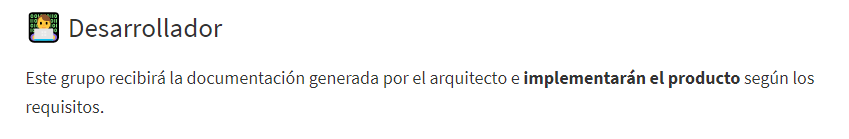 Desarrollador
Este grupo recibirá la documentación generada por el arquitecto e implementarán el producto según los
requisitos.